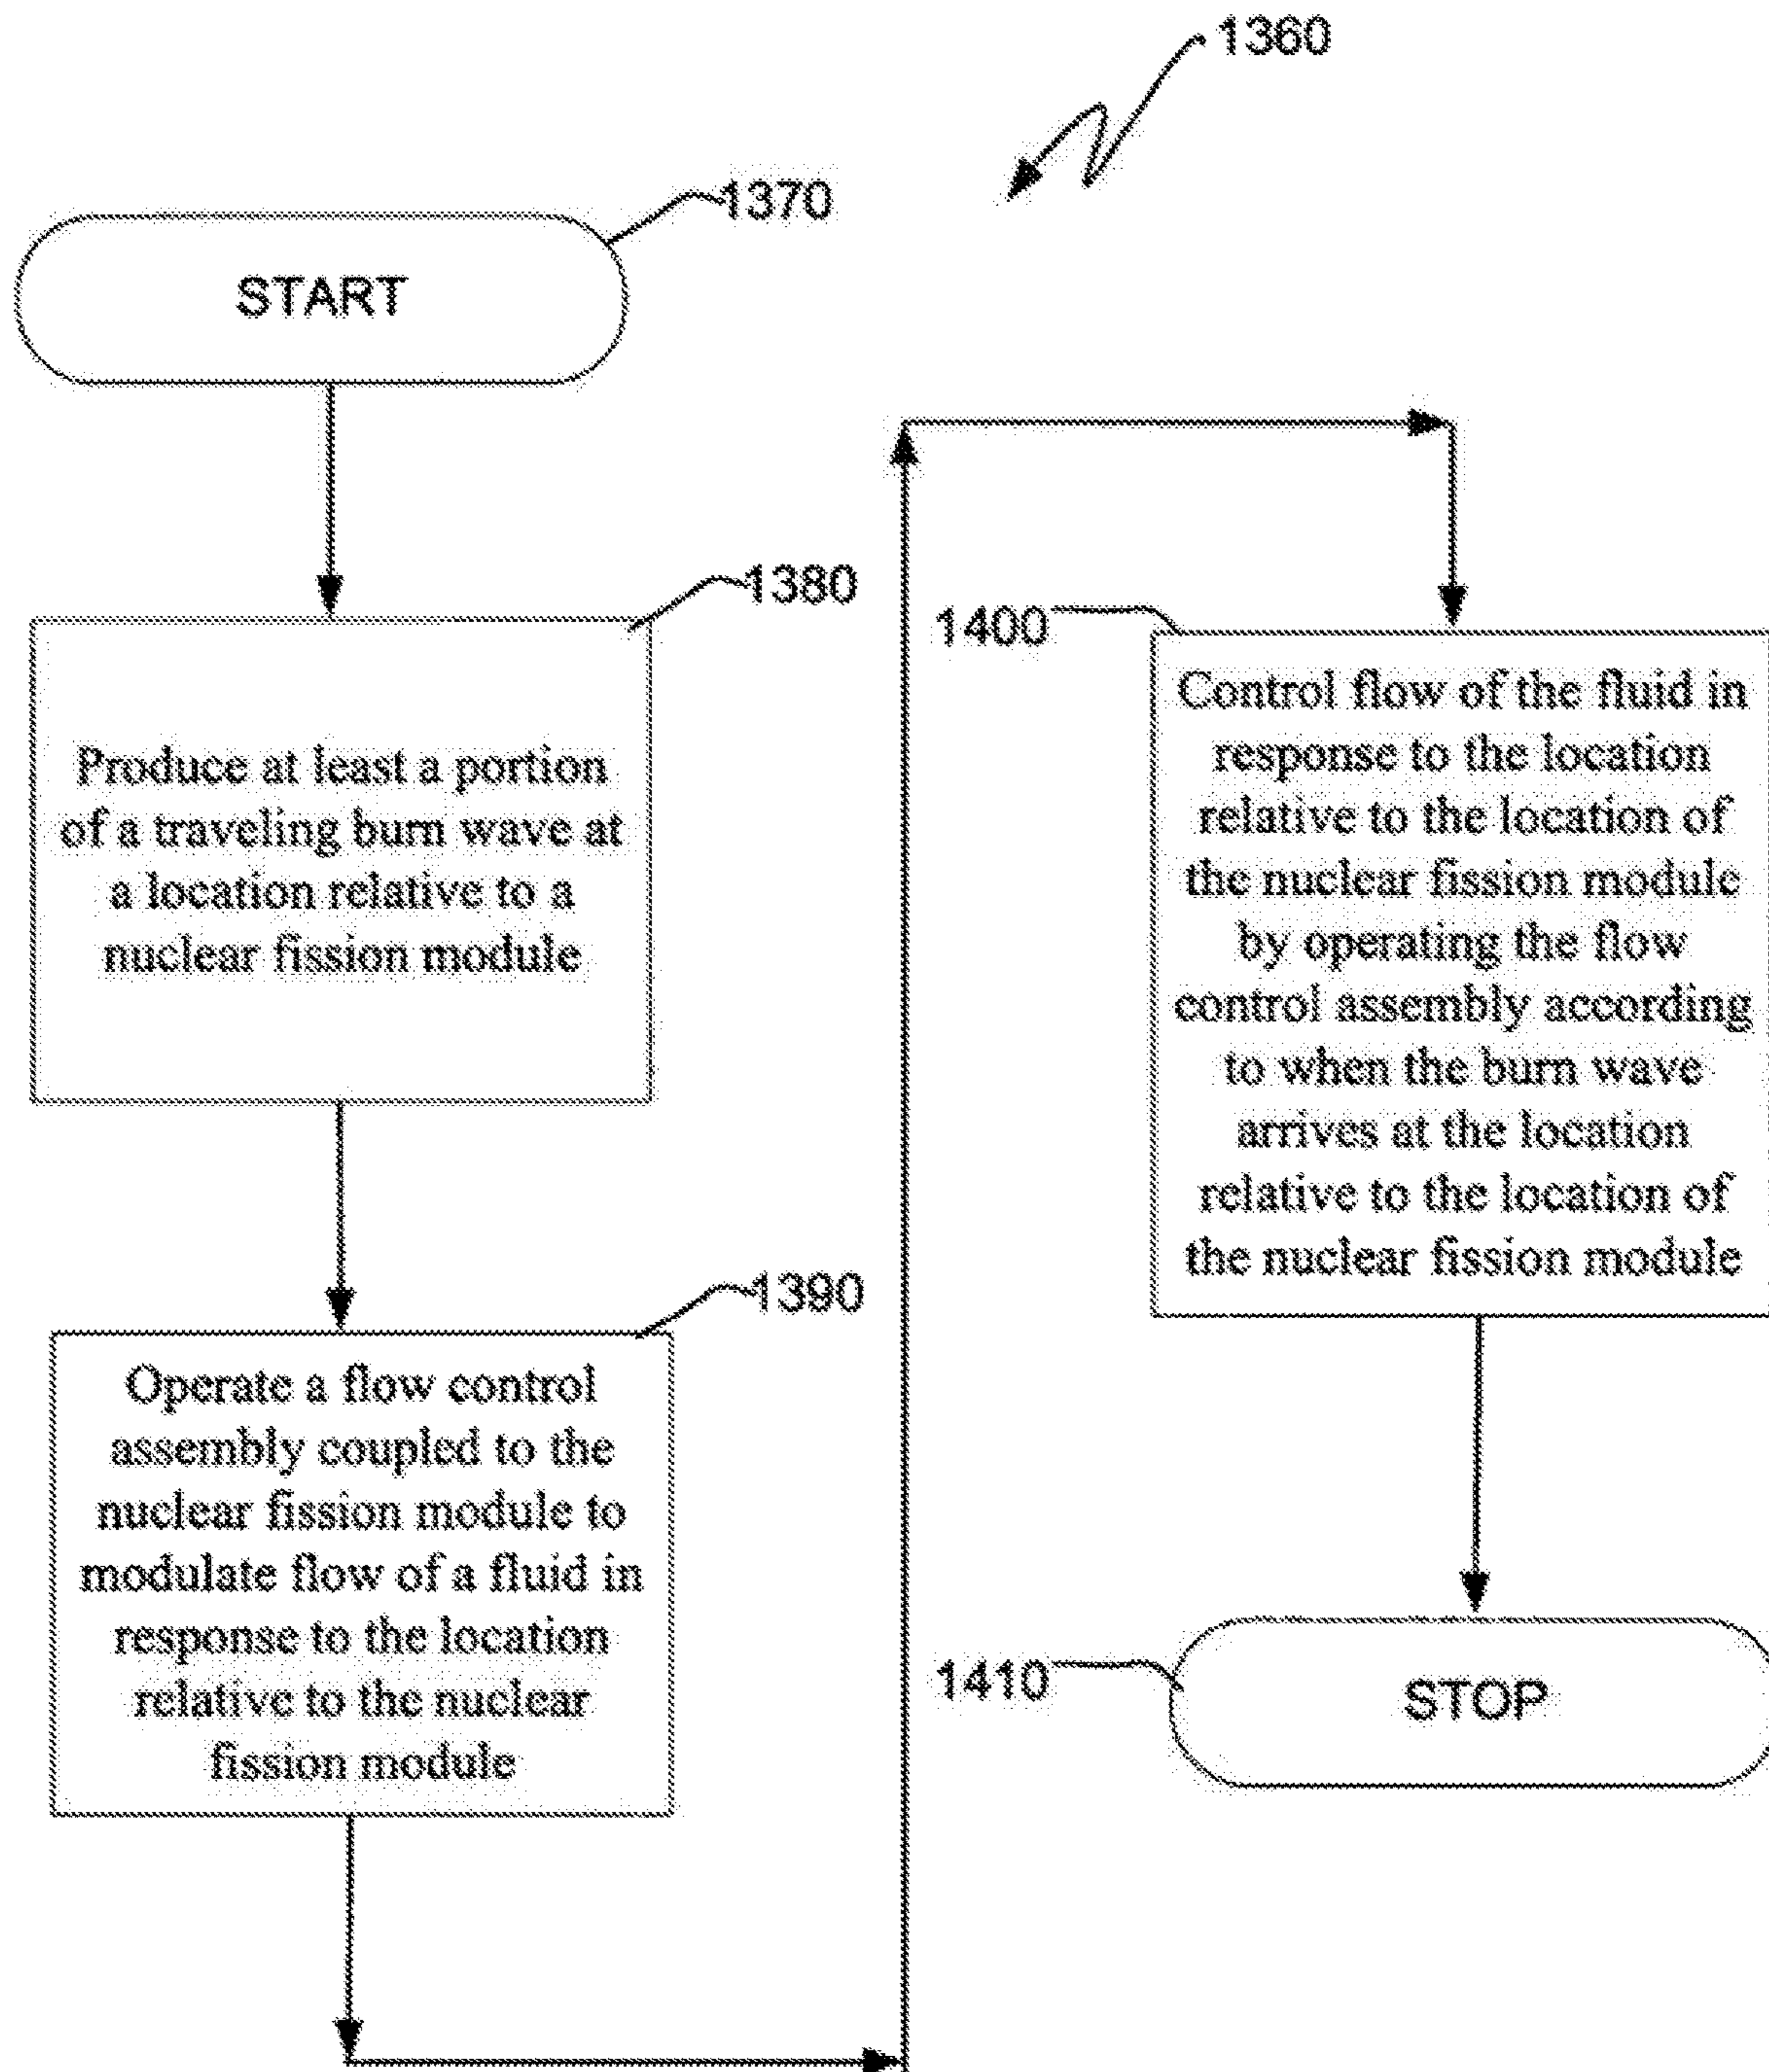 1360
1370
START
1380
Produce at least a portion
of a traveling burn wave at
a location relative to a
nuclear fission module
1390
Operate a flow control
assembly coupled to the
nuclear fission module to
modulate flow of a fluid in
response to the location
relative to the nuclear
fission module
1400
Control flow of the fluid in
response to the location
relative to the location of
the nuclear fission module
by operating the flow
control assembly according
to when the burn wave
arrives at the location
relative to the location of
the nuclear fission module
1410
STOP